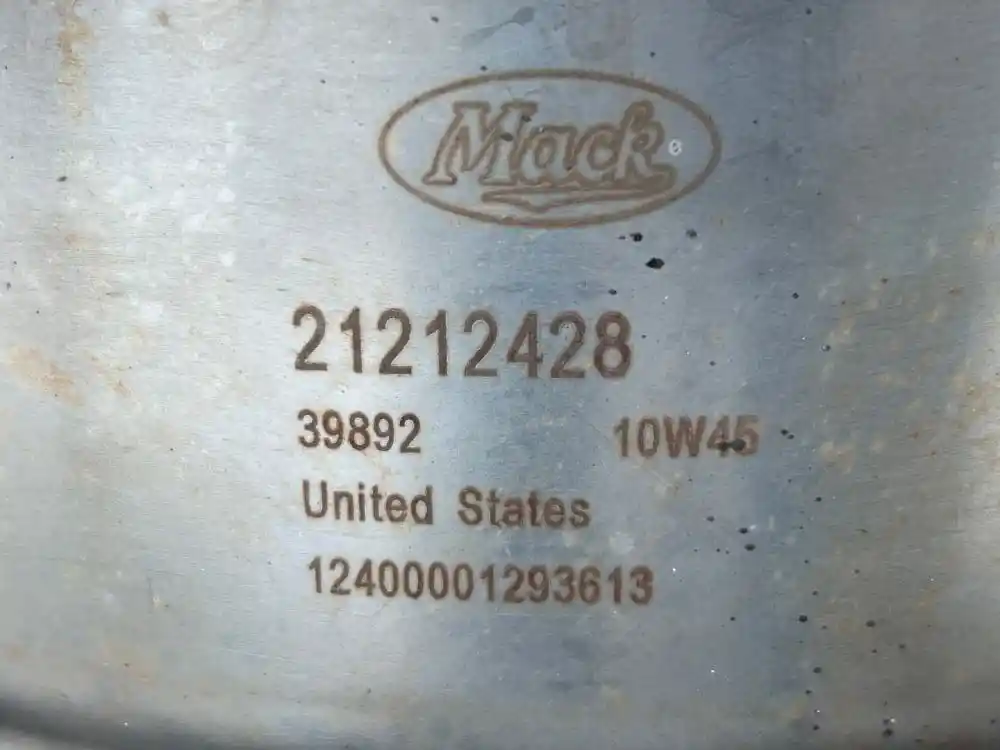 Mack
21212428
39892 10W45
United States
12400001293613